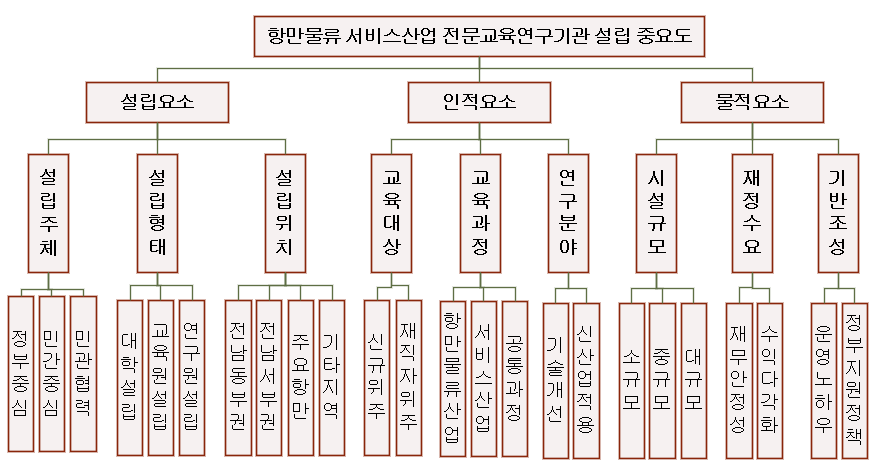 항만물류 서비스산업 전문교육연구기관 설립 중요도
설립요소
인적요소
물적요소
설립주체
설립형태
설립위치
교육대상
교육과정
연구분야
시설규모
재정수요
기반조성
정부중심
민간중심
민관협력
대학설립
교육원설립
연구원설립
전남동부권
전남서부권
주요항만
기타지역
신규위주
재직자위주
항만물류산업
서비스산업
공통과정
기술개선
신산업적용
소규모
중규모
대규모
재무안정성
수익다각화
운영노하우
정부지원정책